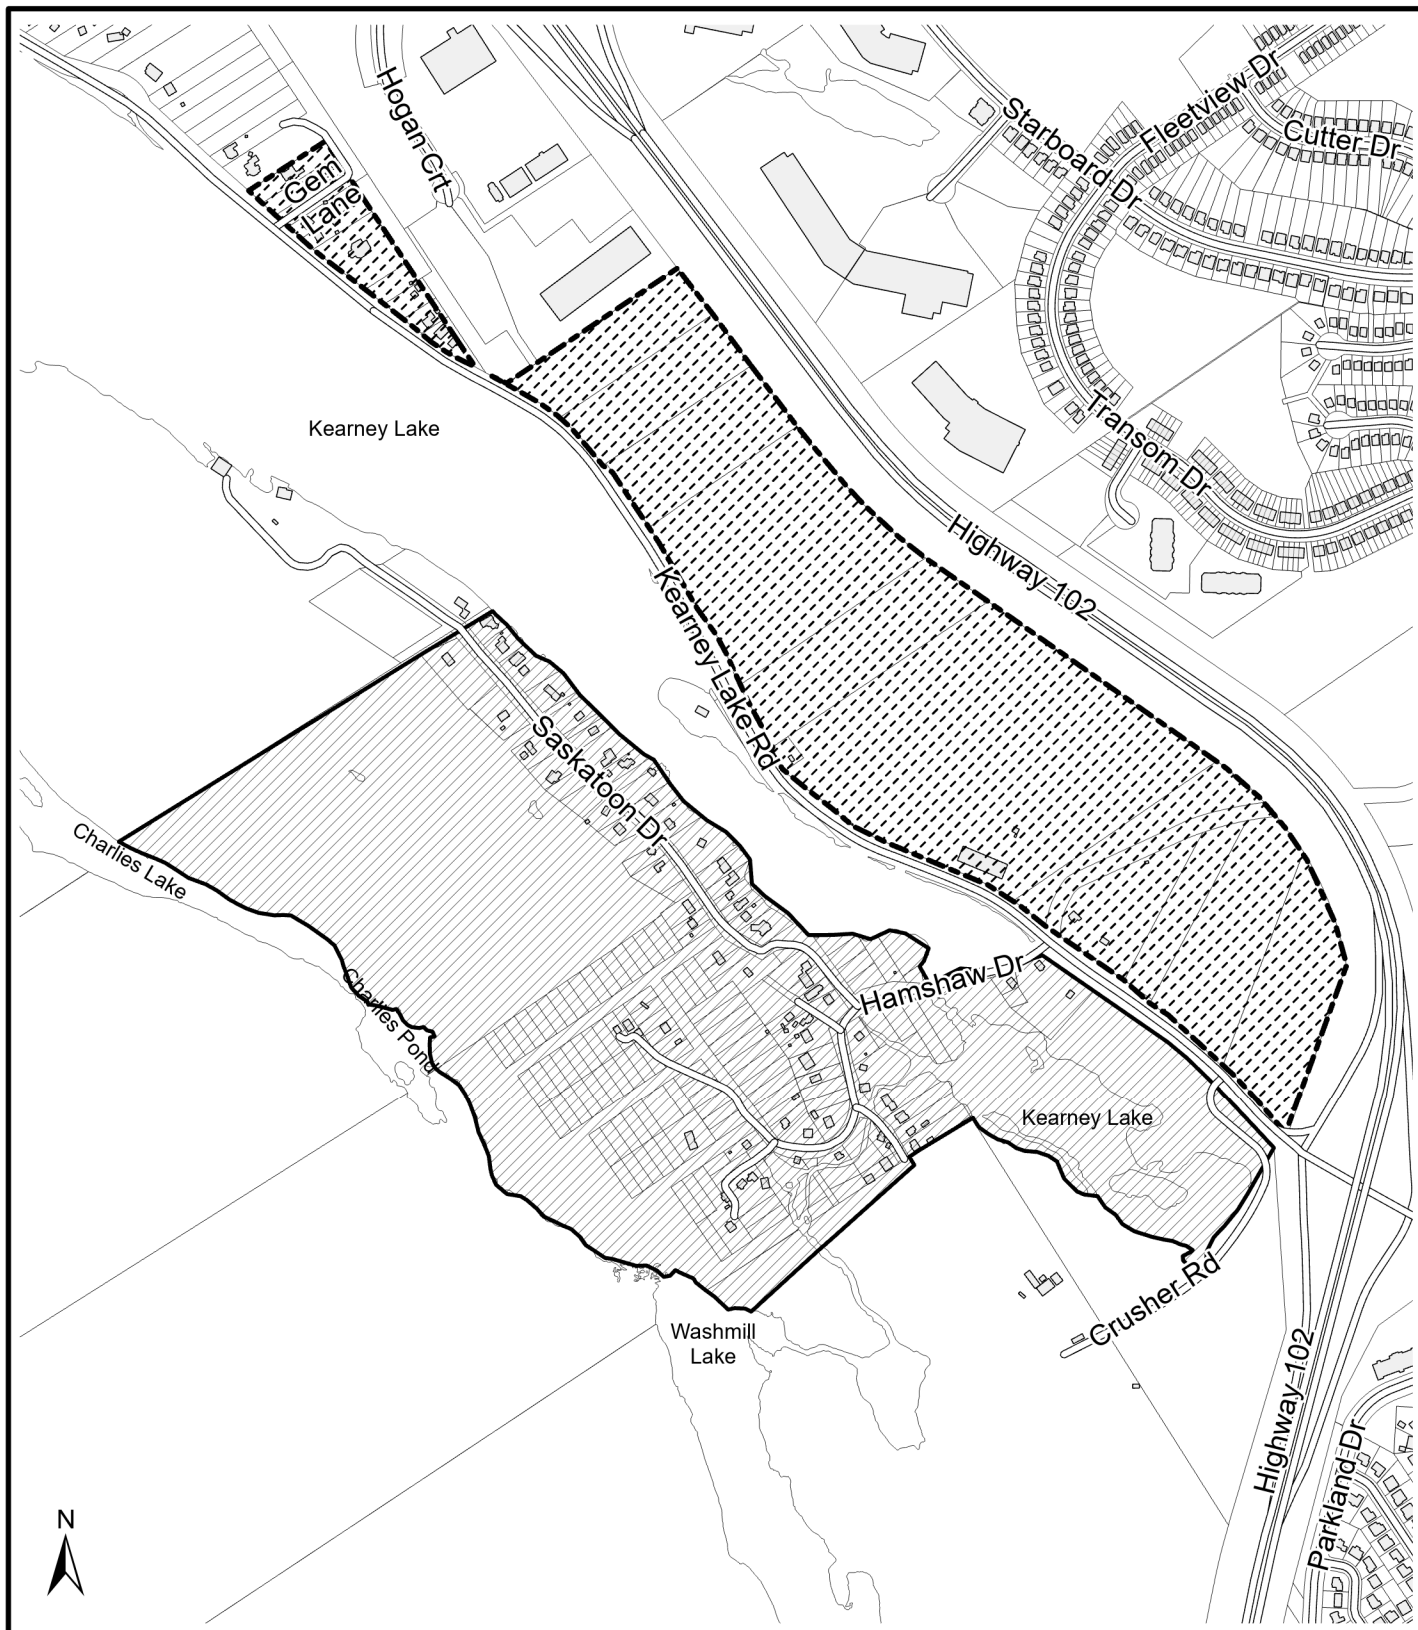 Hogan Crt
Gem
Lane
Starboard Dr
Fleetview Dr
Cutter Dr
Kearney Lake
Transom Dr
Highway 102
Kearney Lake Rd
Saskatoon Dr
Charlies Lake
Charlies Pond
Hamshaw Dr
Kearney Lake
Crusher Rd
Washmill
Lake
Highway 102
Parkland Dr
N